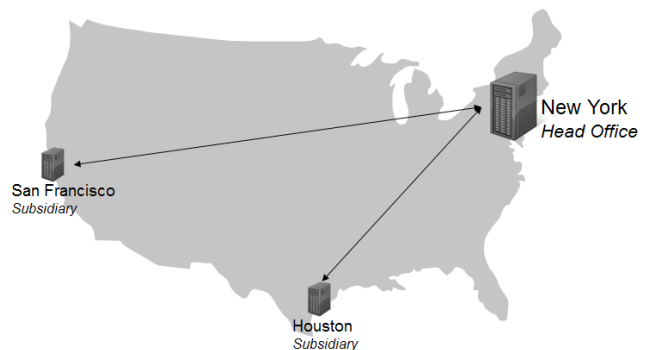 New York
Head Office
San Francisco
Subsidiary
Houston
Subsidiary